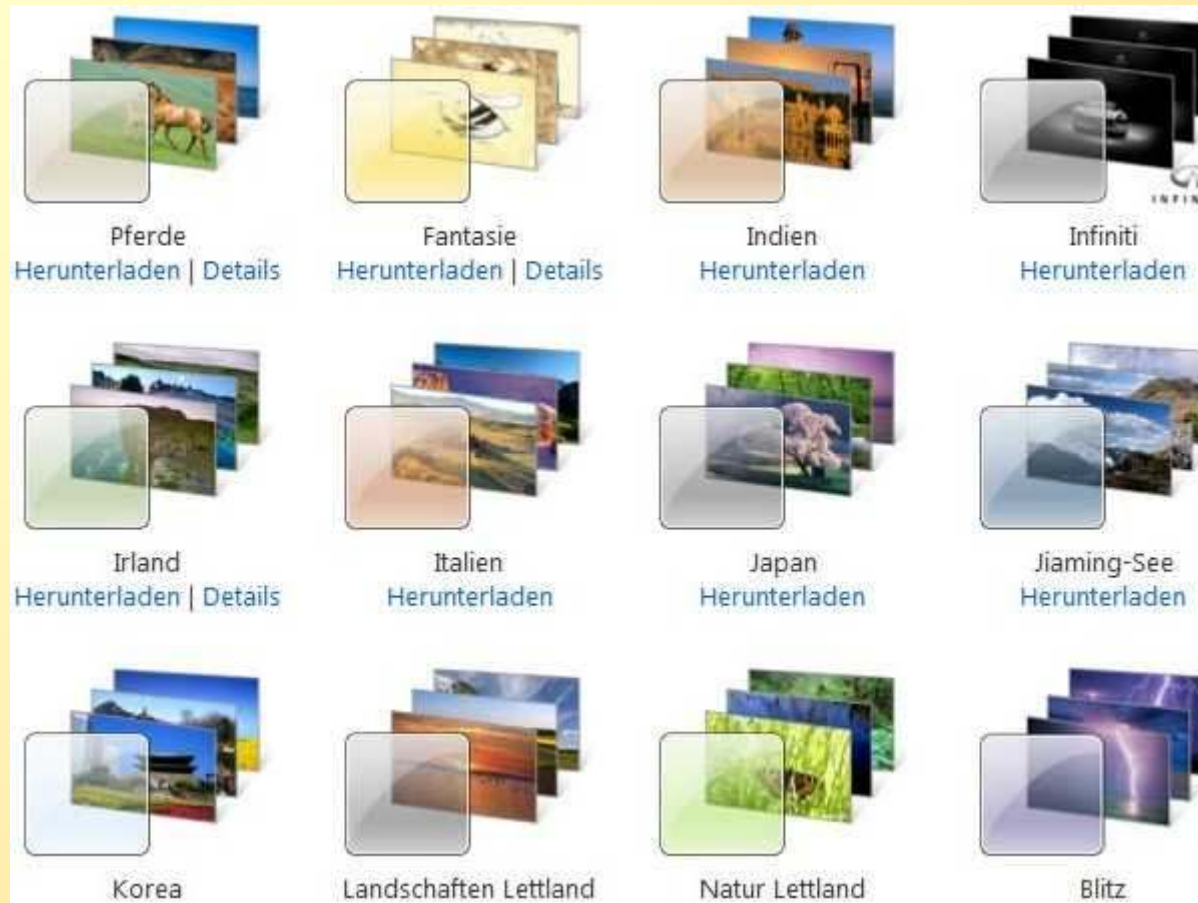 Pferde
Herunterladen | Details
Fantasie
Herunterladen | Details
Indien
Herunterladen
Infiniti
Herunterladen
Irland
Herunterladen | Details
Italien
Herunterladen
Japan
Herunterladen
Jiaming-See
Herunterladen
Korea
Landschaften Lettland
Natur Lettland
Blitz